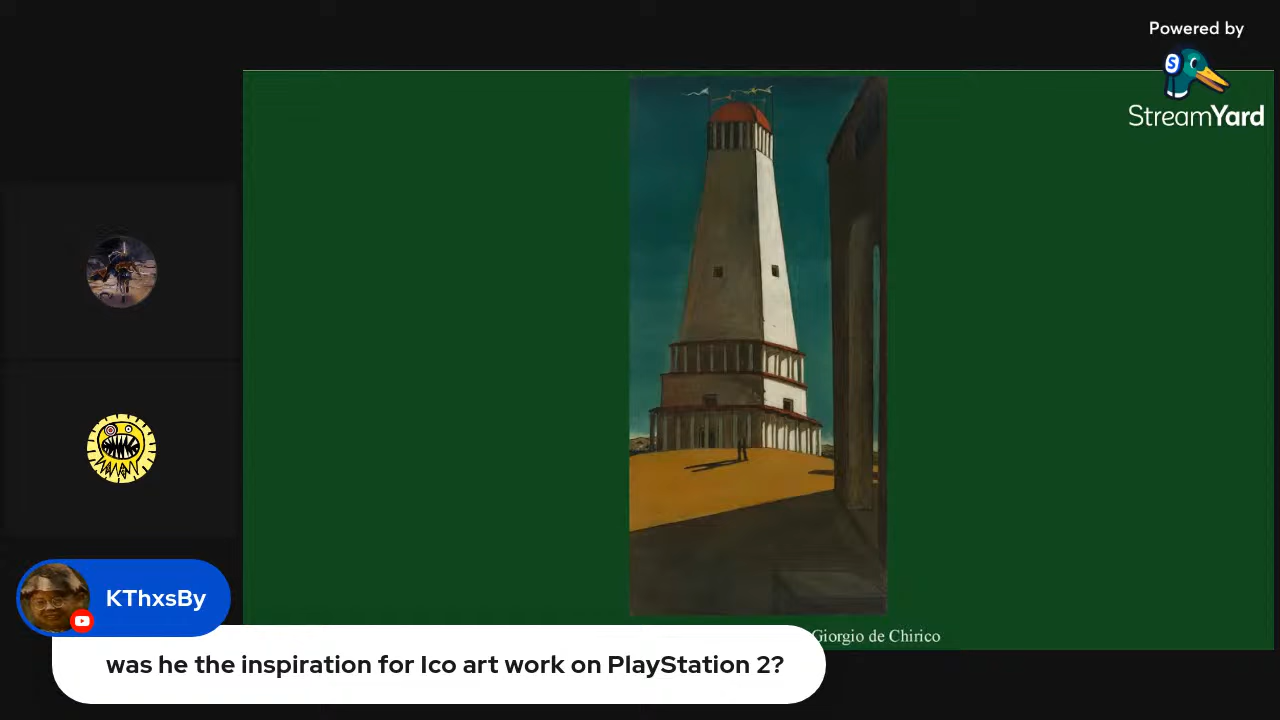 Powered by
StreamYard
Giorgio de Chirico
KThxsBy
was he the inspiration for Ico art work on PlayStation 2?